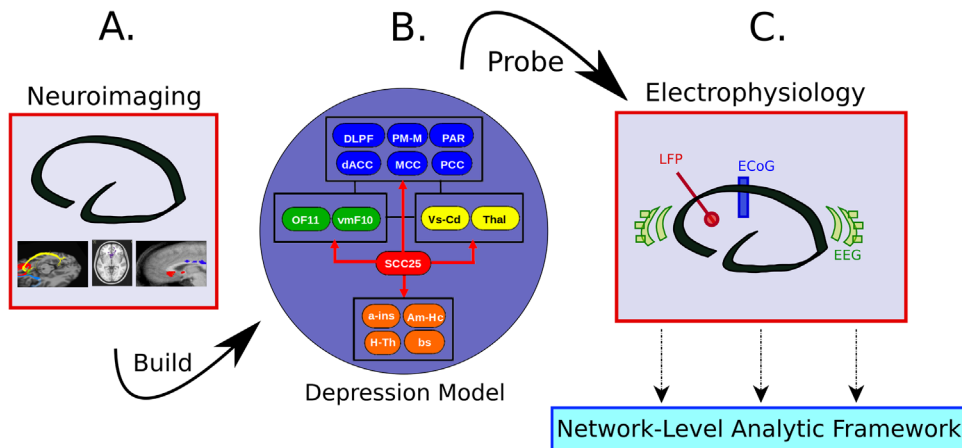 A.
B.
C.
Neuroimaging
Probe
Electrophysiology
DLPF PM-M PAR
dACC MCC PCC
OF11 vmF10
Vs-Cd Thal
SCC25
a-ins Am-Hc
H-Th bs
LFP
ECoG
EEG
Build
Depression Model
Network-Level Analytic Framework